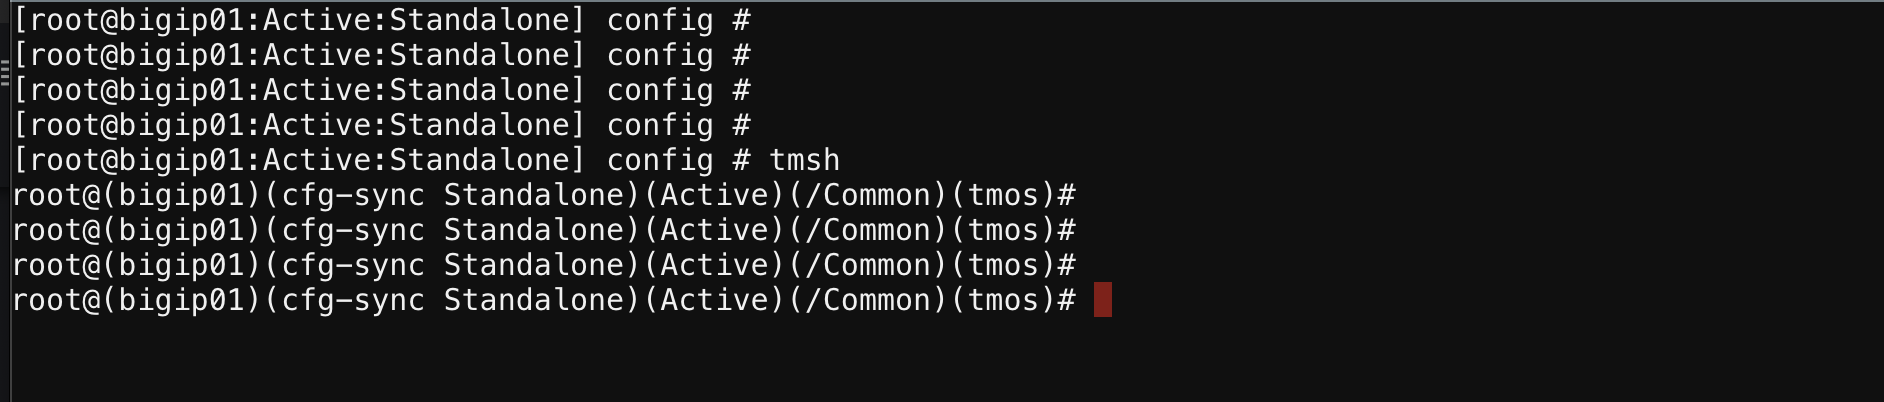 [root@bigip01:Active:Standalone] config #
[root@bigip01:Active:Standalone] config #
[root@bigip01:Active:Standalone] config #
[root@bigip01:Active:Standalone] config #
[root@bigip01:Active:Standalone] config # tmsh
root@(bigip01)(cfg-sync Standalone)(Active)(/Common)(tmos)#
root@(bigip01)(cfg-sync Standalone)(Active)(/Common)(tmos)#
root@(bigip01)(cfg-sync Standalone)(Active)(/Common)(tmos)#
root@(bigip01)(cfg-sync Standalone)(Active)(/Common)(tmos)#